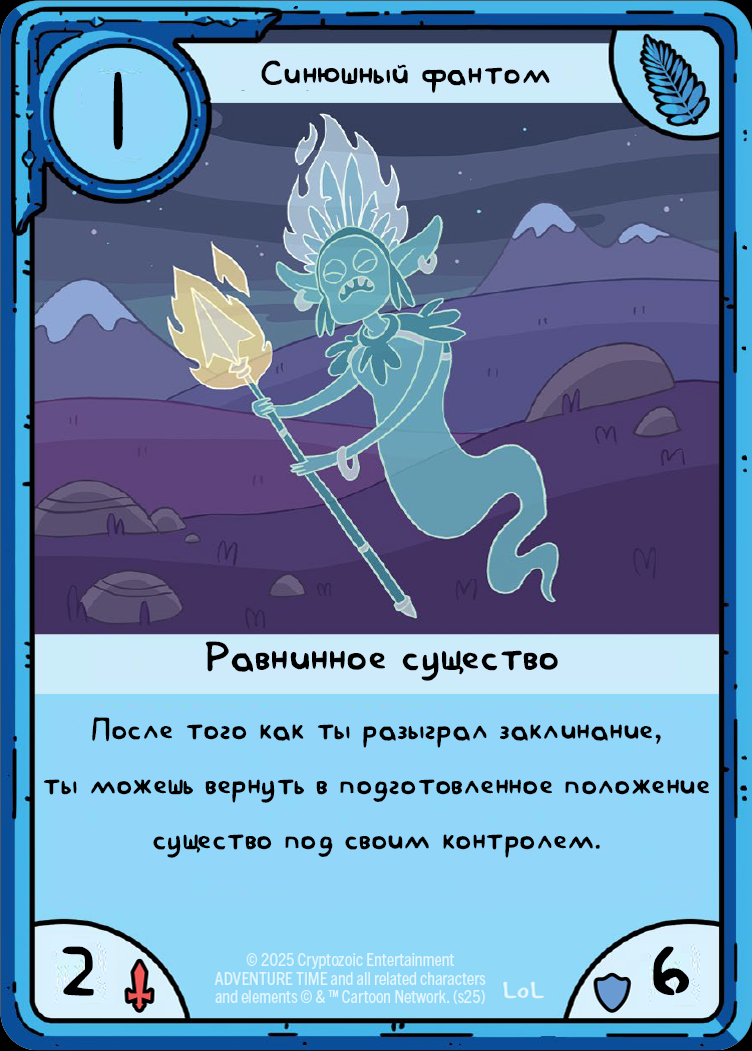 1
Синюшный фантом
Равнинное существо
После того как ты разыграл заклинание,
ты можешь вернуть в подготовленное положение
существо под своим контролем.
2
© 2025 Cryptozoic Entertainment
ADVENTURE TIME and all related characters
and elements © & ™ Cartoon Network. (s25)
LoL
6